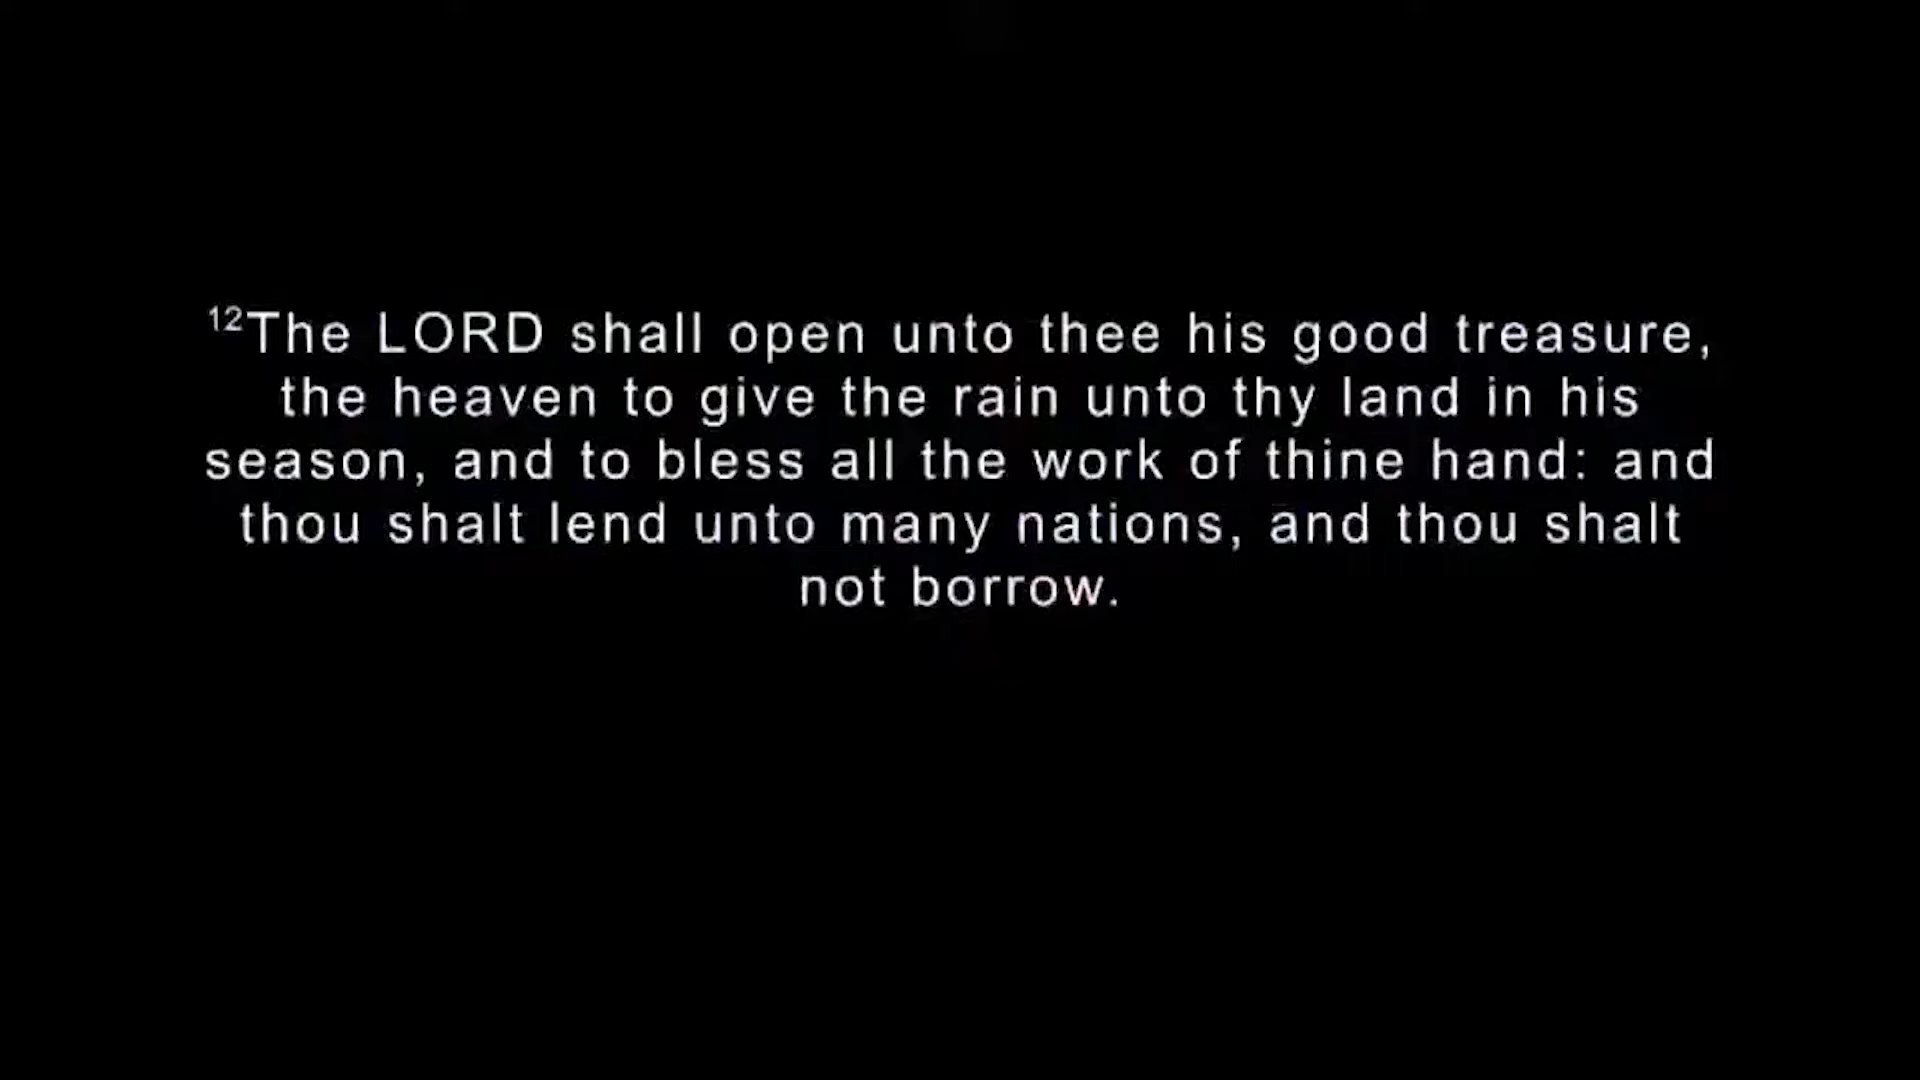 12The LORD shall open unto thee his good treasure,
the heaven to give the rain unto thy land in his
season, and to bless all the work of thine hand: and
thou shalt lend unto many nations, and thou shalt
not borrow.